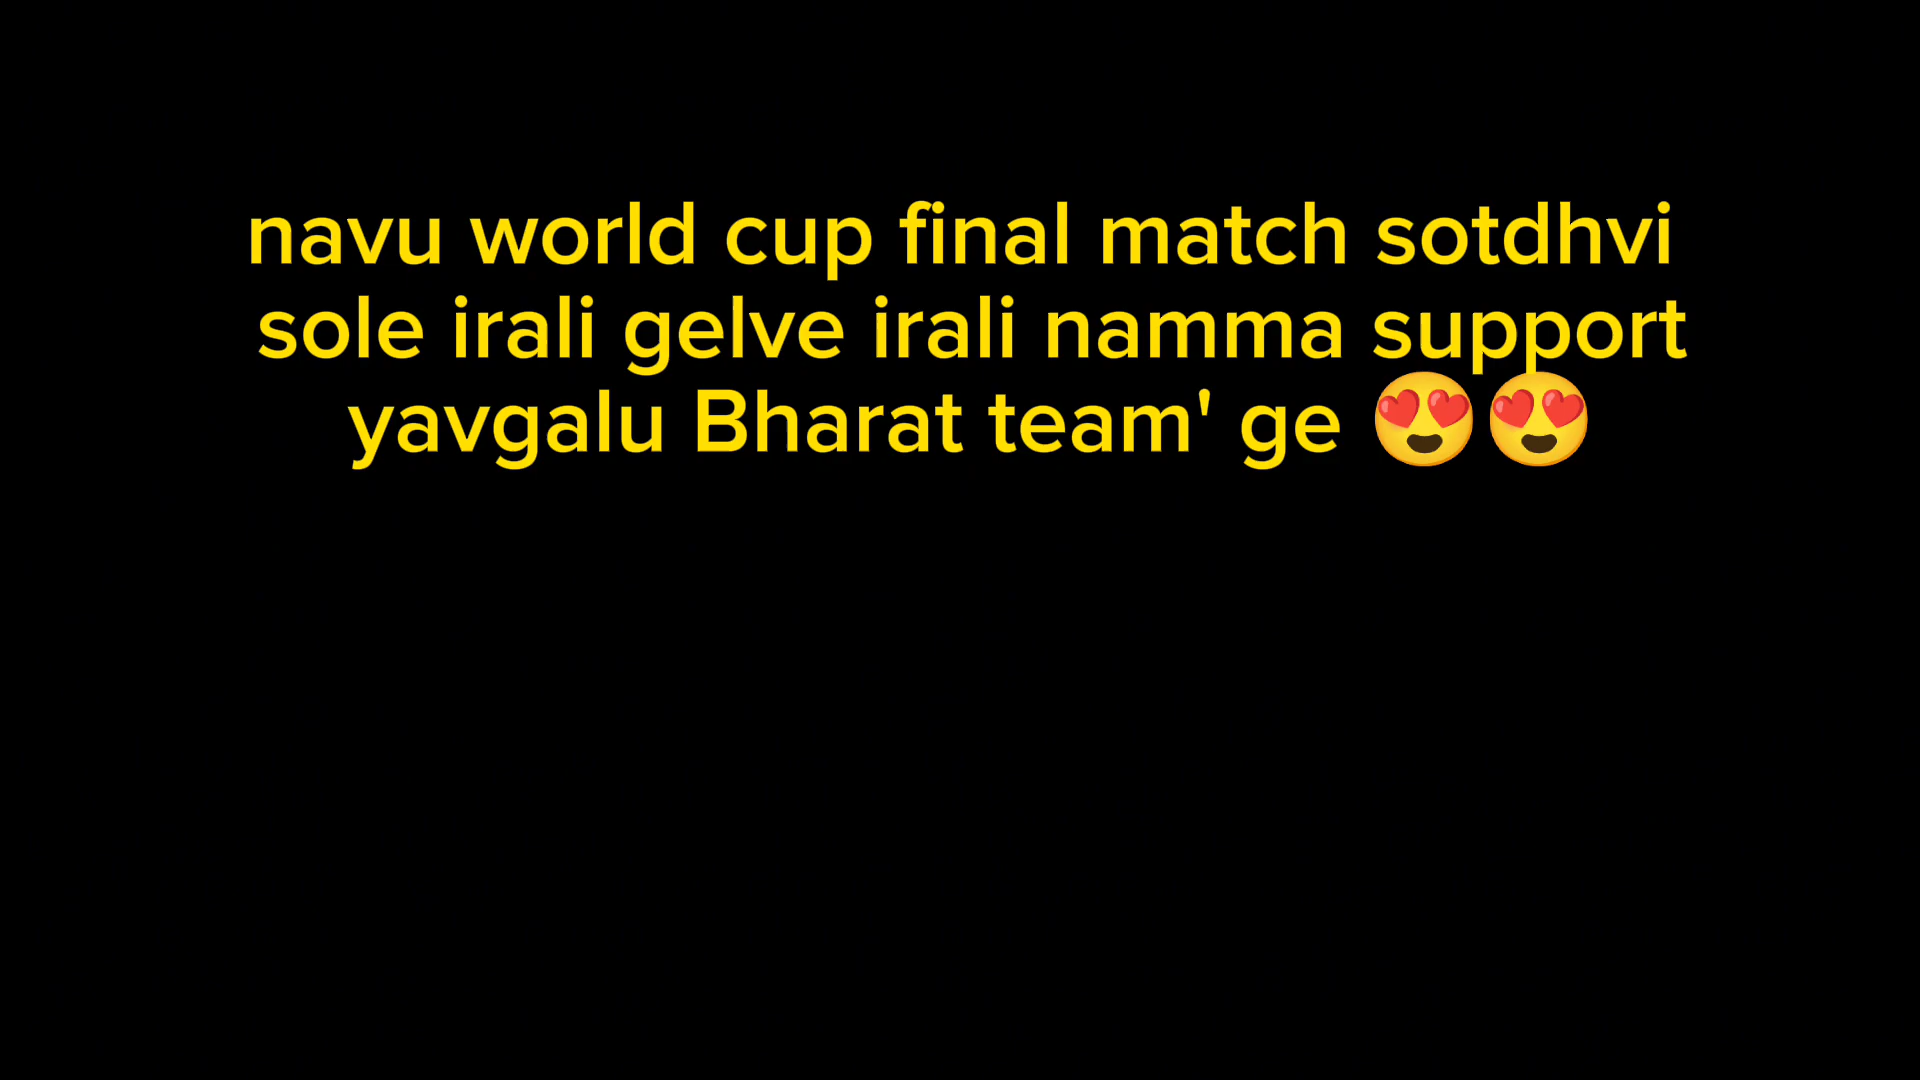 navu world cup final match sotdhvi
sole irali gelve irali namma support
yavgalu Bharat team' ge 😍😍